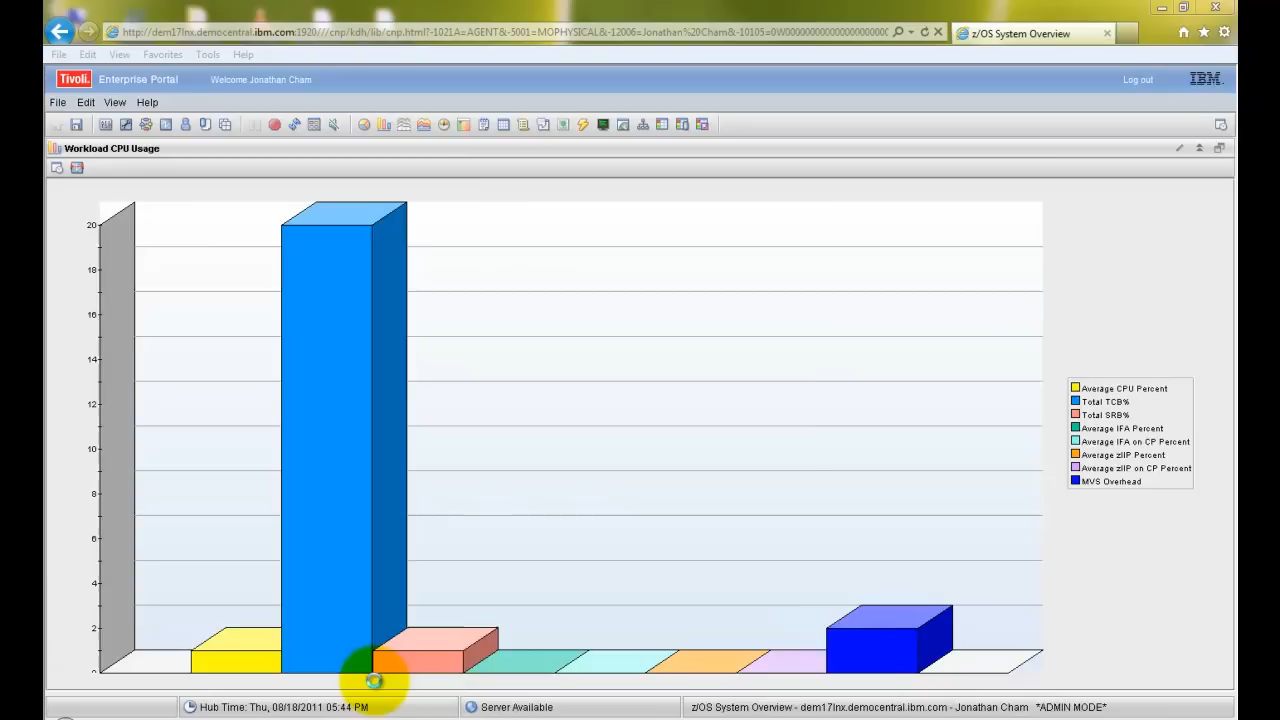 http://dem17lnx.democentral.ibm.com:1920///cnp/kdh/lib/cnp.html?-1021A=AGENT&-5001=MOPHYSICAL&-12006=Jonathan%20Cham&-10105=0W00000000000000000000C
z/OS System Overview
File Edit View Favorites Tools Help
Tivoli. Enterprise Portal Welcome Jonathan Cham Log out IBM.
File Edit View Help
Workload CPU Usage
20
18
16
14
12
10
8
6
4
2
0
Average CPU Percent
Total TCB%
Total SRB%
Average IFA Percent
Average IFA on CP Percent
Average zIIP Percent
Average zIIP on CP Percent
MVS Overhead
Hub Time: Thu, 08/18/2011 05:44 PM Server Available z/OS System Overview - dem17lnx.democentral.ibm.com - Jonathan Cham *ADMIN MODE*